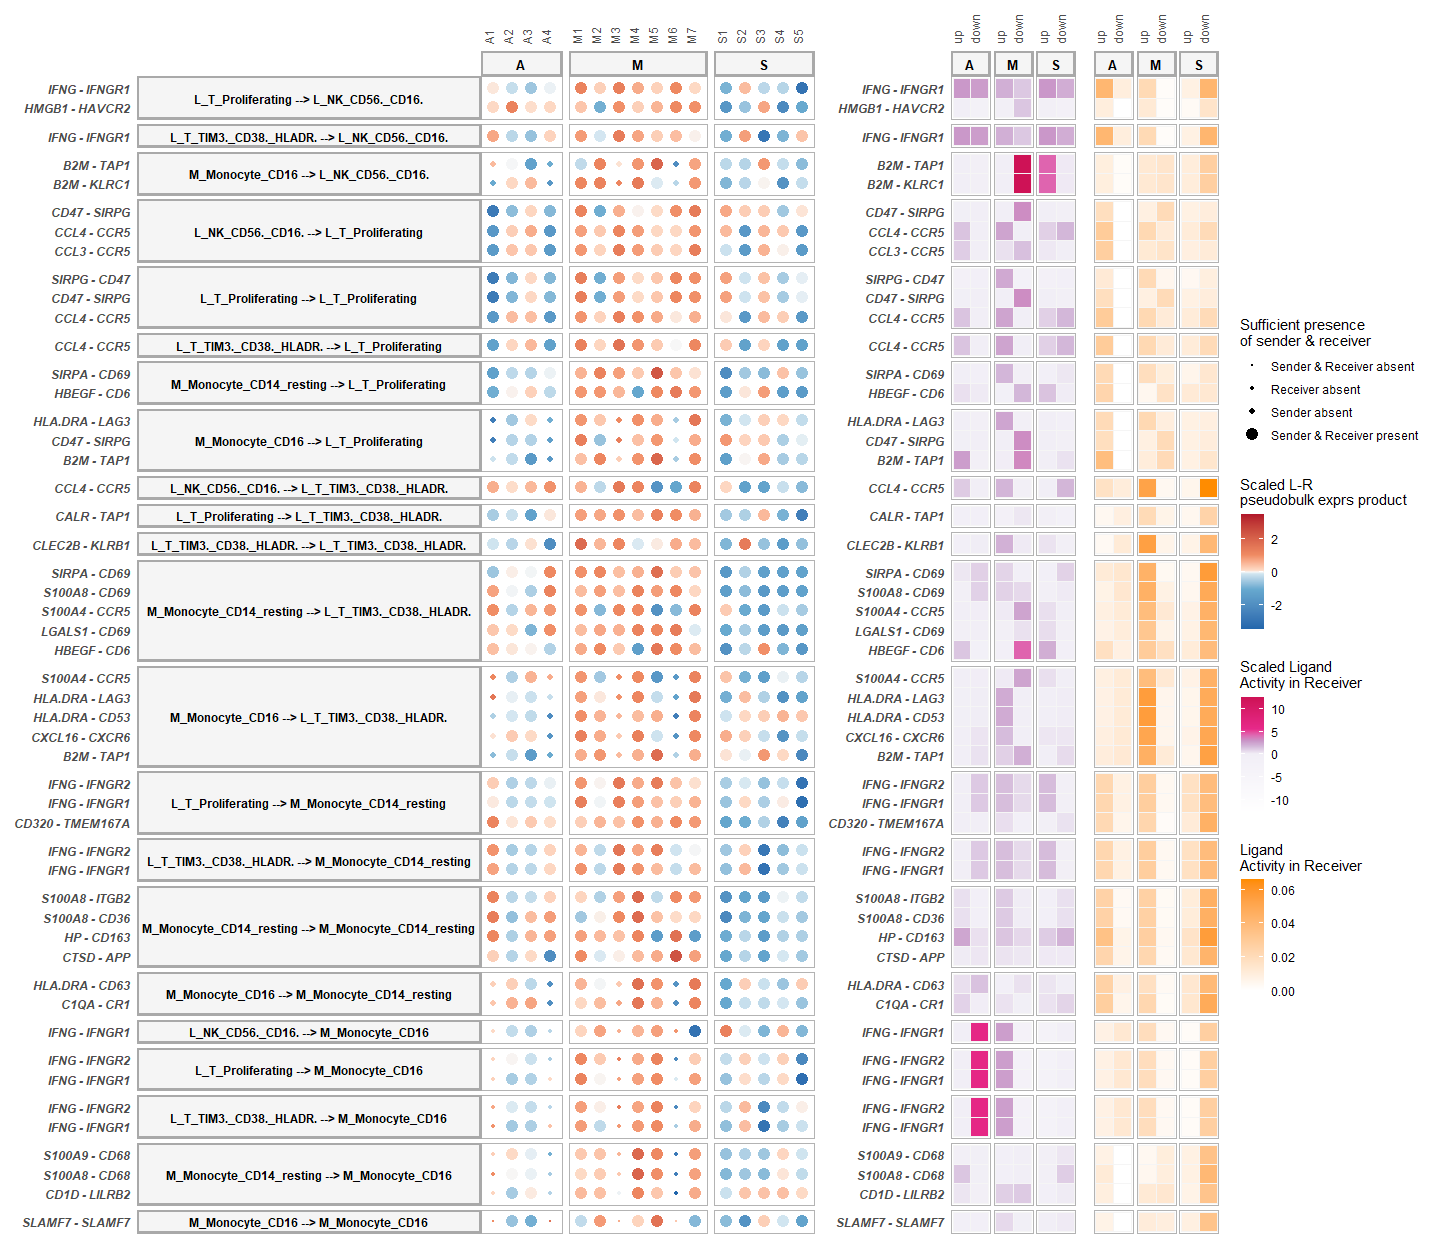 A1 A2 A3 A4 M1 M2 M3 M4 M5 M6 M7 S1 S2 S3 S4 S5 up down up down up down up down up down up down
A M S A M S A M S
IFNG - IFNGR1 L_T_Proliferating --> L_NK_CD56._CD16. IFNG - IFNGR1
HMGB1 - HAVCR2 HMGB1 - HAVCR2
IFNG - IFNGR1 L_T_TIM3._CD38._HLADR. --> L_NK_CD56._CD16. IFNG - IFNGR1
B2M - TAP1 M_Monocyte_CD16 --> L_NK_CD56._CD16. B2M - TAP1
B2M - KLRC1 B2M - KLRC1
CD47 - SIRPG CD47 - SIRPG
CCL4 - CCR5 L_NK_CD56._CD16. --> L_T_Proliferating CCL4 - CCR5
CCL3 - CCR5 CCL3 - CCR5
SIRPG - CD47 SIRPG - CD47
CD47 - SIRPG L_T_Proliferating --> L_T_Proliferating CD47 - SIRPG
CCL4 - CCR5 CCL4 - CCR5
CCL4 - CCR5 L_T_TIM3._CD38._HLADR. --> L_T_Proliferating CCL4 - CCR5
SIRPA - CD69 M_Monocyte_CD14_resting --> L_T_Proliferating SIRPA - CD69
HBEGF - CD6 HBEGF - CD6
HLA.DRA - LAG3 HLA.DRA - LAG3
CD47 - SIRPG M_Monocyte_CD16 --> L_T_Proliferating CD47 - SIRPG
B2M - TAP1 B2M - TAP1
CCL4 - CCR5 L_NK_CD56._CD16. --> L_T_TIM3._CD38._HLADR. CCL4 - CCR5
CALR - TAP1 L_T_Proliferating --> L_T_TIM3._CD38._HLADR. CALR - TAP1
CLEC2B - KLRB1 L_T_TIM3._CD38._HLADR. --> L_T_TIM3._CD38._HLADR. CLEC2B - KLRB1
SIRPA - CD69 SIRPA - CD69
S100A8 - CD69 S100A8 - CD69
S100A4 - CCR5 M_Monocyte_CD14_resting --> L_T_TIM3._CD38._HLADR. S100A4 - CCR5
LGALS1 - CD69 LGALS1 - CD69
HBEGF - CD6 HBEGF - CD6
S100A4 - CCR5 S100A4 - CCR5
HLA.DRA - LAG3 HLA.DRA - LAG3
HLA.DRA - CD53 M_Monocyte_CD16 --> L_T_TIM3._CD38._HLADR. HLA.DRA - CD53
CXCL16 - CXCR6 CXCL16 - CXCR6
B2M - TAP1 B2M - TAP1
IFNG - IFNGR2 IFNG - IFNGR2
IFNG - IFNGR1 L_T_Proliferating --> M_Monocyte_CD14_resting IFNG - IFNGR1
CD320 - TMEM167A CD320 - TMEM167A
IFNG - IFNGR2 L_T_TIM3._CD38._HLADR. --> M_Monocyte_CD14_resting IFNG - IFNGR2
IFNG - IFNGR1 IFNG - IFNGR1
S100A8 - ITGB2 S100A8 - ITGB2
S100A8 - CD36 M_Monocyte_CD14_resting --> M_Monocyte_CD14_resting S100A8 - CD36
HP - CD163 HP - CD163
CTSD - APP CTSD - APP
HLA.DRA - CD63 M_Monocyte_CD16 --> M_Monocyte_CD14_resting HLA.DRA - CD63
C1QA - CR1 C1QA - CR1
IFNG - IFNGR1 L_NK_CD56._CD16. --> M_Monocyte_CD16 IFNG - IFNGR1
IFNG - IFNGR2 L_T_Proliferating --> M_Monocyte_CD16 IFNG - IFNGR2
IFNG - IFNGR1 IFNG - IFNGR1
IFNG - IFNGR2 L_T_TIM3._CD38._HLADR. --> M_Monocyte_CD16 IFNG - IFNGR2
IFNG - IFNGR1 IFNG - IFNGR1
S100A9 - CD68 S100A9 - CD68
S100A8 - CD68 M_Monocyte_CD14_resting --> M_Monocyte_CD16 S100A8 - CD68
CD1D - LILRB2 CD1D - LILRB2
SLAMF7 - SLAMF7 M_Monocyte_CD16 --> M_Monocyte_CD16 SLAMF7 - SLAMF7
Sufficient presence
of sender & receiver
Sender & Receiver absent
Receiver absent
Sender absent
Sender & Receiver present
Scaled L-R
pseudobulk exprs product
2
0
-2
Scaled Ligand
Activity in Receiver
10
5
0
-5
-10
Ligand
Activity in Receiver
0.06
0.04
0.02
0.00